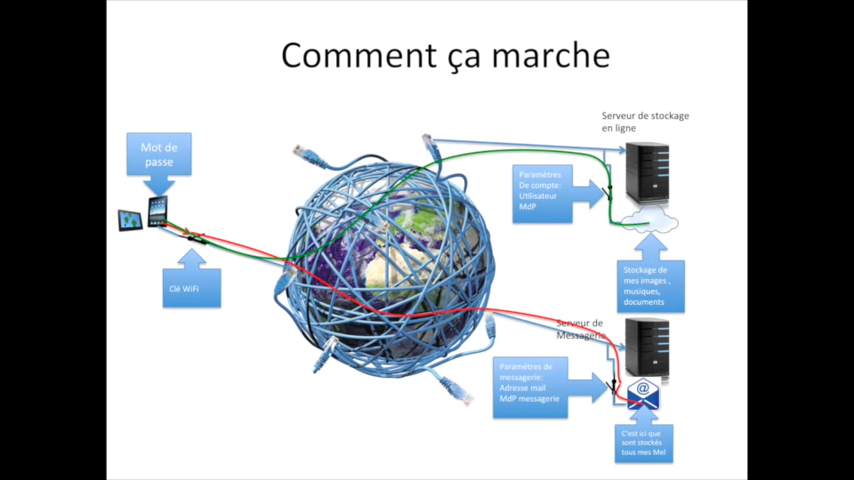 Comment ça marche
Serveur de stockage
en ligne
Mot de
passe
Paramètres
De compte:
Utilisateur
MdP
Clé WiFi
Stockage de
mes images ,
musiques,
documents
Serveur de
Messagerie
Paramètres de
messagerie:
Adresse mail
MdP messagerie
@
C'est ici que
sont stockés
tous mes Mel